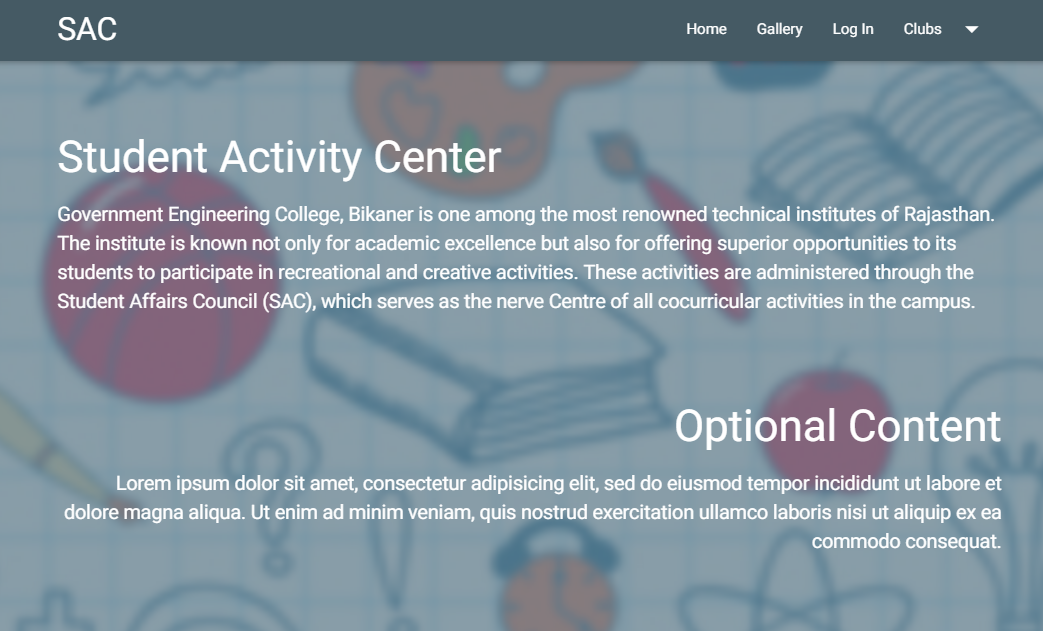 SAC
Home Gallery Log In Clubs
Student Activity Center
Government Engineering College, Bikaner is one among the most renowned technical institutes of Rajasthan.
The institute is known not only for academic excellence but also for offering superior opportunities to its
students to participate in recreational and creative activities. These activities are administered through the
Student Affairs Council (SAC), which serves as the nerve Centre of all cocurricular activities in the campus.
Optional Content
Lorem ipsum dolor sit amet, consectetur adipisicing elit, sed do eiusmod tempor incididunt ut labore et
dolore magna aliqua. Ut enim ad minim veniam, quis nostrud exercitation ullamco laboris nisi ut aliquip ex ea
commodo consequat.